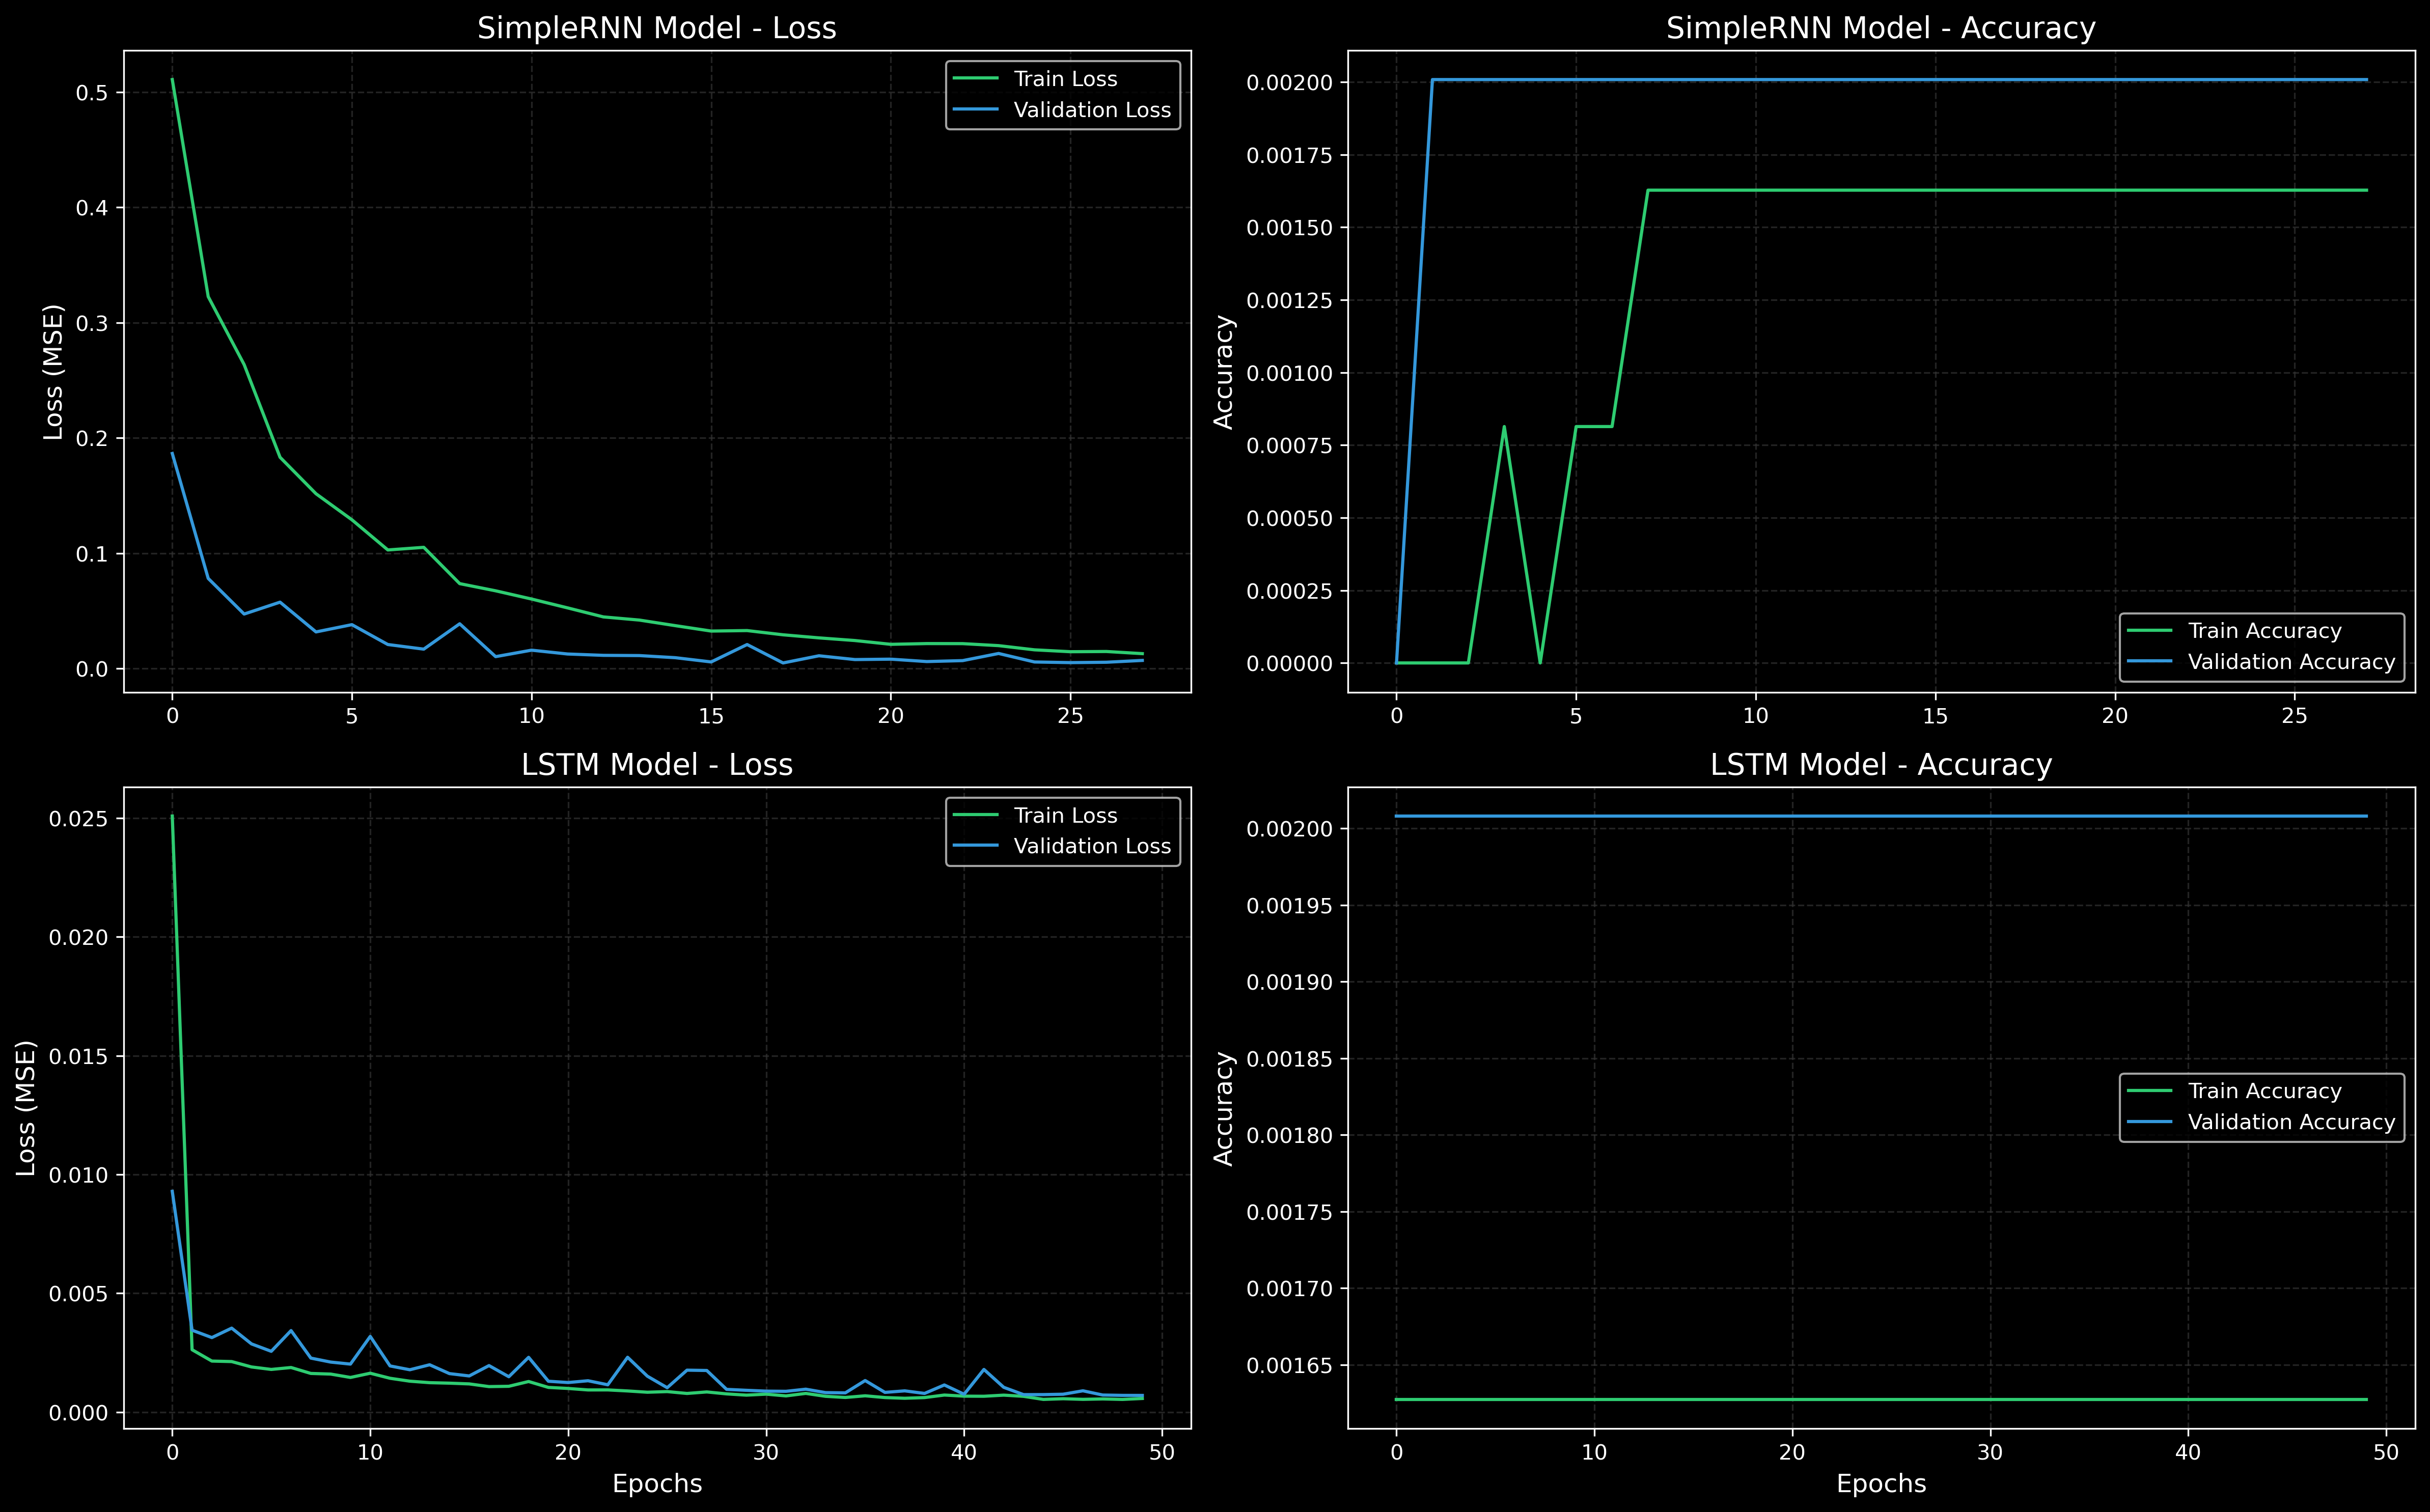 SimpleRNN Model - Loss
Loss (MSE)
0.5
0.4
0.3
0.2
0.1
0.0
0 5 10 15 20 25
Train Loss
Validation Loss
SimpleRNN Model - Accuracy
Accuracy
0.00200
0.00175
0.00150
0.00125
0.00100
0.00075
0.00050
0.00025
0.00000
0 5 10 15 20 25
Train Accuracy
Validation Accuracy
LSTM Model - Loss
Loss (MSE)
0.025
0.020
0.015
0.010
0.005
0.000
0 10 20 30 40 50
Epochs
Train Loss
Validation Loss
LSTM Model - Accuracy
Accuracy
0.00200
0.00195
0.00190
0.00185
0.00180
0.00175
0.00170
0.00165
0 10 20 30 40 50
Epochs
Train Accuracy
Validation Accuracy